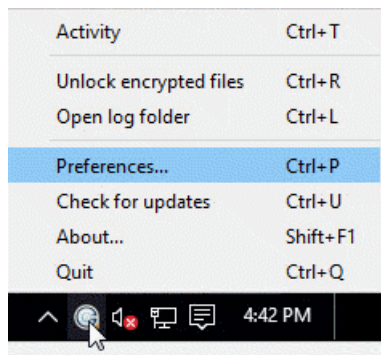 Activity Ctrl+T
Unlock encrypted files Ctrl+R
Open log folder Ctrl+L
Preferences... Ctrl+P
Check for updates Ctrl+U
About... Shift+F1
Quit Ctrl+Q
4:42 PM